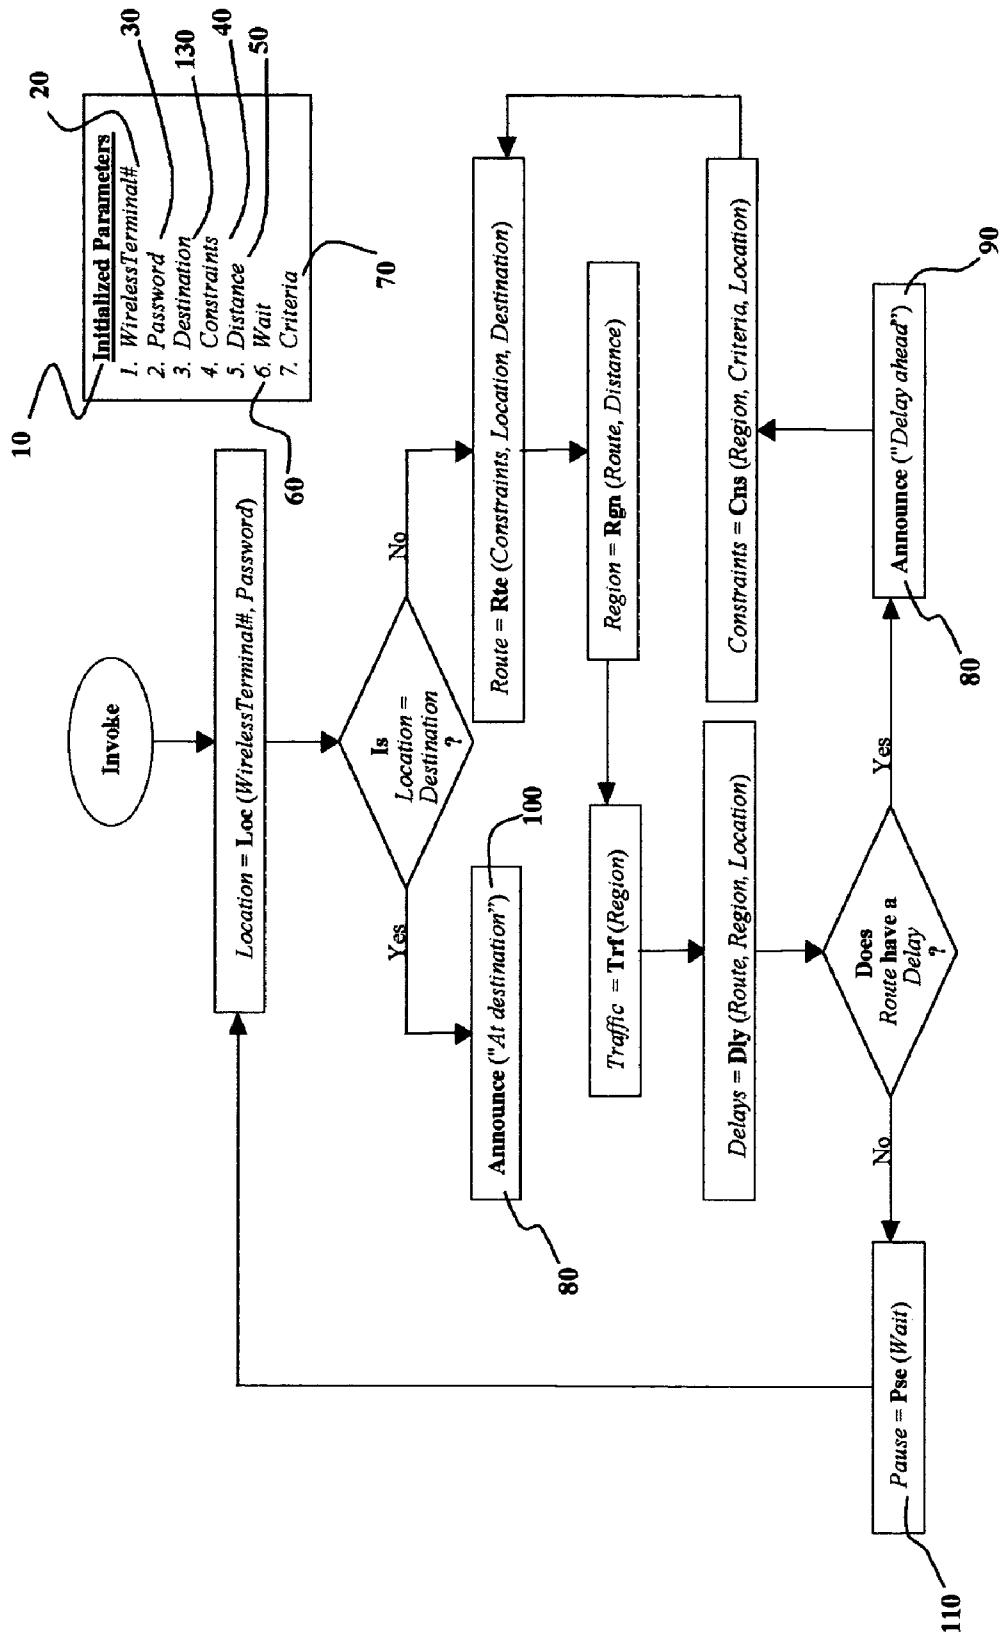 10
Initialized Parameters
1. WirelessTerminal#
2. Password
3. Destination
4. Constraints
5. Distance
6. Wait
7. Criteria
20
30
130
40
50
60
70
Invoke
Location = Loc (WirelessTerminal#, Password)
Is
Location =
Destination
?
Yes
No
Announce ("At destination")
80
100
Route = Rte (Constraints, Location, Destination)
Region = Rgn (Route, Distance)
Traffic = Trf (Region)
Delays = Dly (Route, Region, Location)
Constraints = Cns (Region, Criteria, Location)
Does
Route have a
Delay
?
No
Yes
Pause = Pse (Wait)
110
Announce ("Delay ahead")
80
90